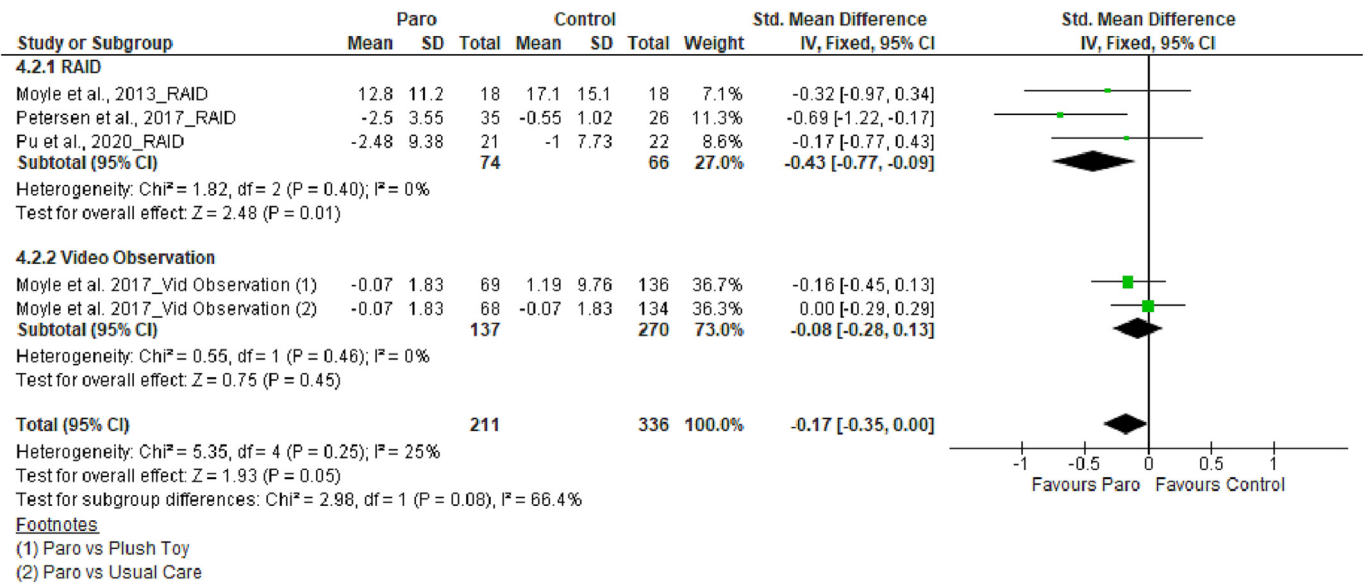 Paro Control Std. Mean Difference Std. Mean Difference
Study or Subgroup Mean SD Total Mean SD Total Weight IV, Fixed, 95% CI IV, Fixed, 95% CI
4.2.1 RAID
Moyle et al., 2013_RAID 12.8 11.2 18 17.1 15.1 18 7.1% -0.32 [-0.97, 0.34]
Petersen et al., 2017_RAID -2.5 3.55 35 -0.55 1.02 26 11.3% -0.69 [-1.22, -0.17]
Pu et al., 2020_RAID -2.48 9.38 21 -1 7.73 22 8.6% -0.17 [-0.77, 0.43]
Subtotal (95% CI) 74 66 27.0% -0.43 [-0.77, -0.09]
Heterogeneity: Chi² = 1.82, df = 2 (P = 0.40); I² = 0%
Test for overall effect: Z = 2.48 (P = 0.01)
4.2.2 Video Observation
Moyle et al. 2017_Vid Observation (1) -0.07 1.83 69 1.19 9.76 136 36.7% -0.16 [-0.45, 0.13]
Moyle et al. 2017_Vid Observation (2) -0.07 1.83 68 -0.07 1.83 134 36.3% 0.00 [-0.29, 0.29]
Subtotal (95% CI) 137 270 73.0% -0.08 [-0.28, 0.13]
Heterogeneity: Chi² = 0.55, df = 1 (P = 0.46); I² = 0%
Test for overall effect: Z = 0.75 (P = 0.45)
Total (95% CI) 211 336 100.0% -0.17 [-0.35, 0.00]
Heterogeneity: Chi² = 5.35, df = 4 (P = 0.25); I² = 25%
Test for overall effect: Z = 1.93 (P = 0.05)
Test for subgroup differences: Chi² = 2.98, df = 1 (P = 0.08), I² = 66.4%
-1 -0.5 0 0.5 1
Favours Paro Favours Control
Footnotes
(1) Paro vs Plush Toy
(2) Paro vs Usual Care